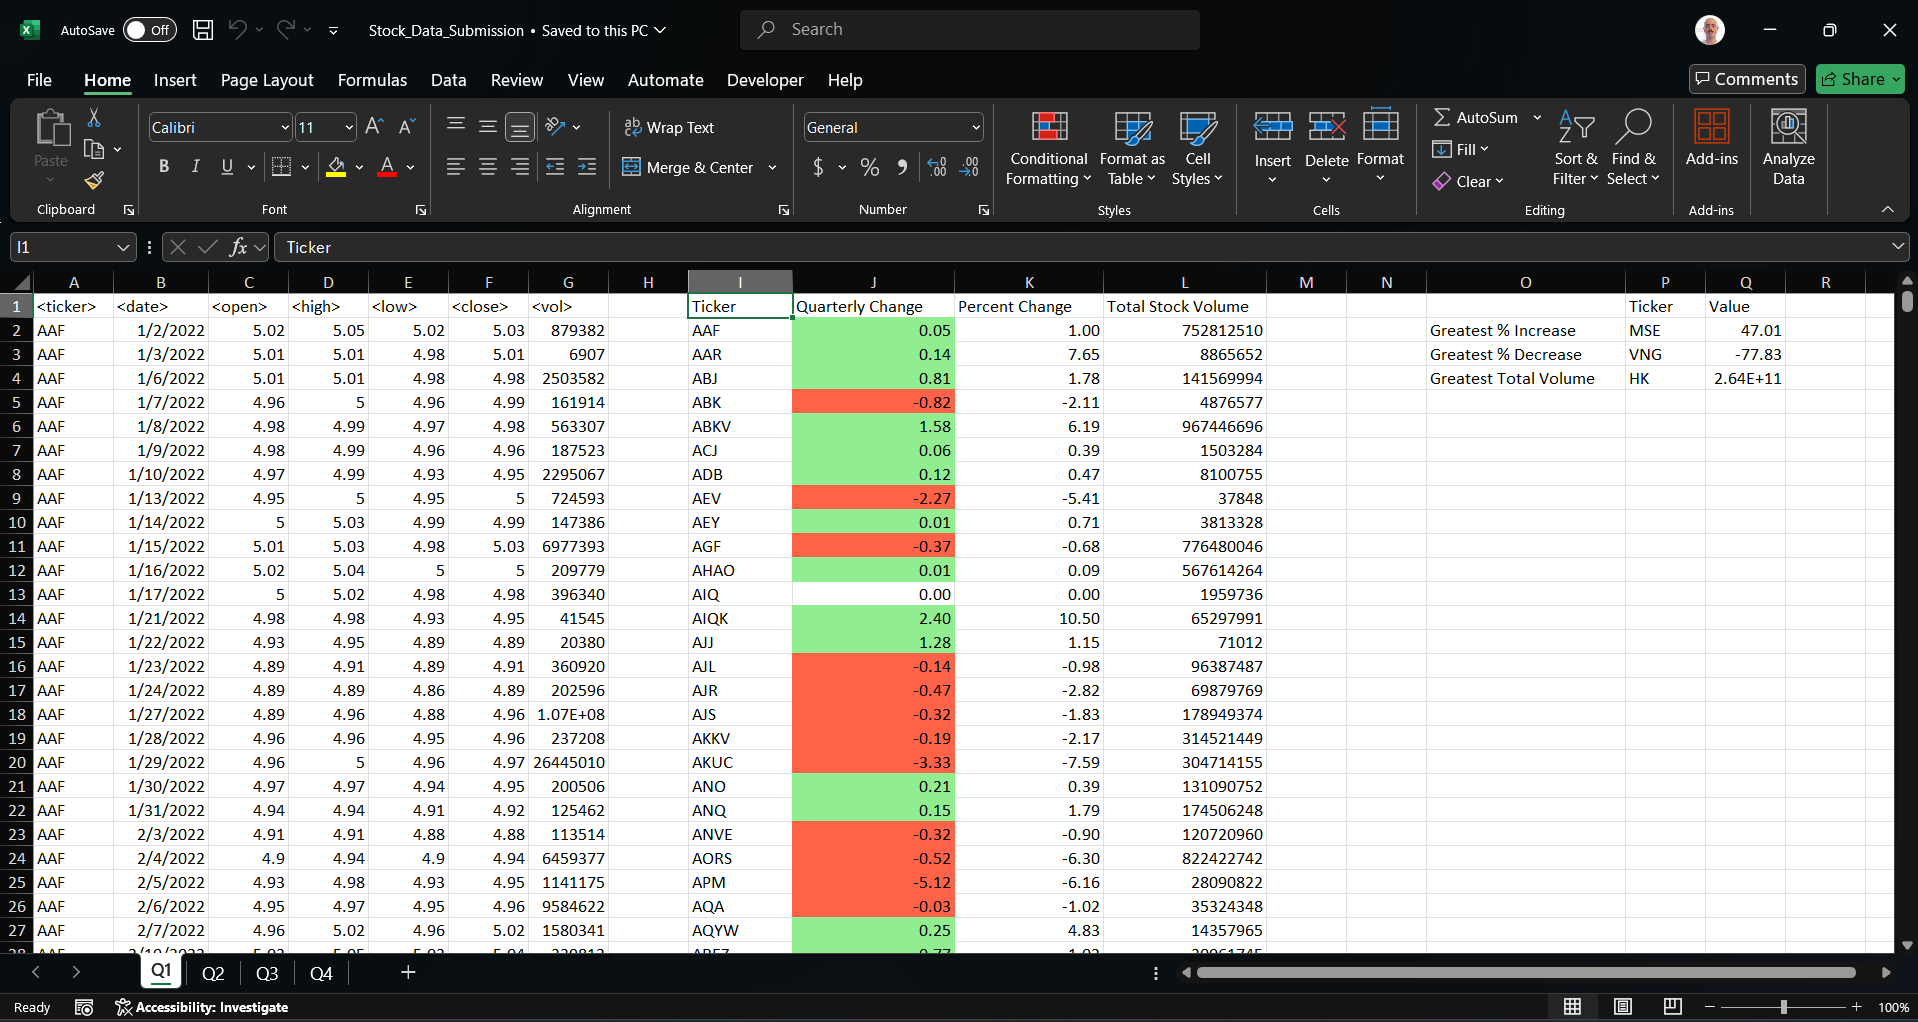 AutoSave Off Stock_Data_Submission • Saved to this PC Search
File Home Insert Page Layout Formulas Data Review View Automate Developer Help Comments Share
Paste Calibri 11 Wrap Text General Conditional Formatting Format as Table Cell Styles Insert Delete Format AutoSum Fill Clear Sort & Filter Find & Select Add-ins Analyze Data
B I U A Merge & Center $ %
Clipboard Font Alignment Number Styles Cells Editing Add-ins
I1 fx Ticker
A B C D E F G H I J K L M N O P Q R
1 <ticker> <date> <open> <high> <low> <close> <vol> Ticker Quarterly Change Percent Change Total Stock Volume Ticker Value
2 AAF 1/2/2022 5.02 5.05 5.02 5.03 879382 AAF 0.05 1.00 752812510 Greatest % Increase MSE 47.01
3 AAF 1/3/2022 5.01 5.01 4.98 5.01 6907 AAR 0.14 7.65 8865652 Greatest % Decrease VNG -77.83
4 AAF 1/6/2022 5.01 5.01 4.98 4.98 2503582 ABJ 0.81 1.78 141569994 Greatest Total Volume HK 2.64E+11
5 AAF 1/7/2022 4.96 5 4.96 4.99 161914 ABK -0.82 -2.11 4876577
6 AAF 1/8/2022 4.98 4.99 4.97 4.98 563307 ABKV 1.58 6.19 967446696
7 AAF 1/9/2022 4.98 4.99 4.96 4.96 187523 ACJ 0.06 0.39 1503284
8 AAF 1/10/2022 4.97 4.99 4.93 4.95 2295067 ADB 0.12 0.47 8100755
9 AAF 1/13/2022 4.95 5 4.95 5 724593 AEV -2.27 -5.41 37848
10 AAF 1/14/2022 5 5.03 4.99 4.99 147386 AEY 0.01 0.71 3813328
11 AAF 1/15/2022 5.01 5.03 4.98 5.03 6977393 AGF -0.37 -0.68 776480046
12 AAF 1/16/2022 5.02 5.04 5 5 209779 AHAO 0.01 0.09 567614264
13 AAF 1/17/2022 5 5.02 4.98 4.98 396340 AIQ 0.00 0.00 1959736
14 AAF 1/21/2022 4.98 4.98 4.93 4.95 41545 AIQK 2.40 10.50 65297991
15 AAF 1/22/2022 4.93 4.95 4.89 4.89 20380 AJJ 1.28 1.15 71012
16 AAF 1/23/2022 4.89 4.91 4.89 4.91 360920 AJL -0.14 -0.98 96387487
17 AAF 1/24/2022 4.89 4.89 4.86 4.89 202596 AJR -0.47 -2.82 69879769
18 AAF 1/27/2022 4.89 4.96 4.88 4.96 1.07E+08 AJS -0.32 -1.83 178949374
19 AAF 1/28/2022 4.96 4.96 4.95 4.96 237208 AKKV -0.19 -2.17 314521449
20 AAF 1/29/2022 4.96 5 4.96 4.97 26445010 AKUC -3.33 -7.59 304714155
21 AAF 1/30/2022 4.97 4.97 4.94 4.95 200506 ANO 0.21 0.39 131090752
22 AAF 1/31/2022 4.94 4.94 4.91 4.92 125462 ANQ 0.15 1.79 174506248
23 AAF 2/3/2022 4.91 4.91 4.88 4.88 113514 ANVE -0.32 -0.90 120720960
24 AAF 2/4/2022 4.9 4.94 4.9 4.94 6459377 AORS -0.52 -6.30 822422742
25 AAF 2/5/2022 4.93 4.98 4.93 4.95 1141175 APM -5.12 -6.16 28090822
26 AAF 2/6/2022 4.95 4.97 4.95 4.96 9584622 AQA -0.03 -1.02 35324348
27 AAF 2/7/2022 4.96 5.02 4.96 5.02 1580341 AQYW 0.25 4.83 14357965
Q1 Q2 Q3 Q4
Ready Accessibility: Investigate 100%